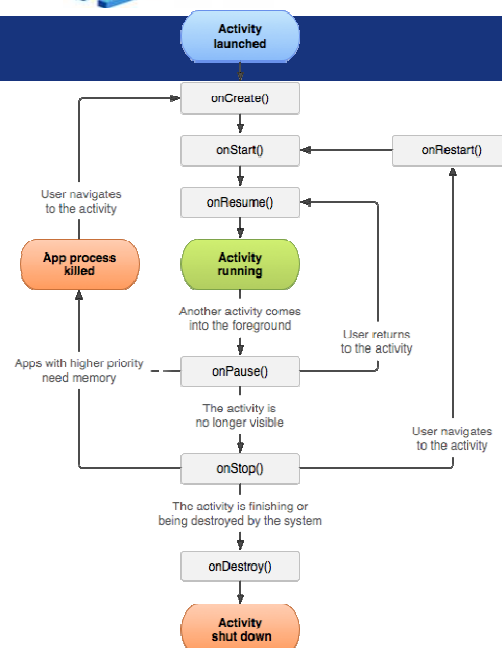 Activity
launched
onCreate()
onStart()
onRestart()
User navigates
to the activity
onResume()
App process
killed
Activity
running
Another activity comes
into the foreground
User returns
to the activity
Apps with higher priority
need memory
onPause()
The activity is
no longer visible
User navigates
to the activity
onStop()
The activity is finishing or
being destroyed by the system
onDestroy()
Activity
shut down